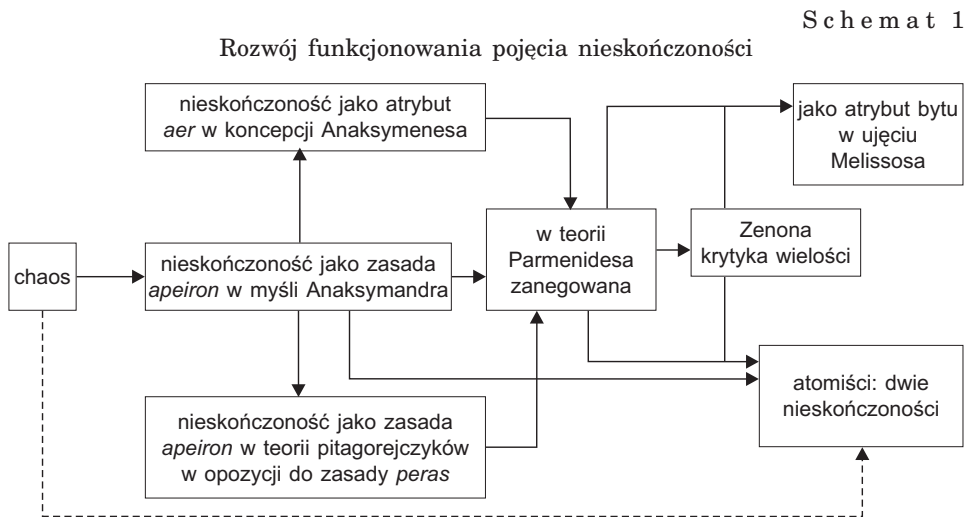 Schemat 1
Rozwój funkcjonowania pojęcia nieskończoności
nieskończoność jako atrybut
aer w koncepcji Anaksymenesa
jako atrybut bytu
w ujęciu
Melissosa
chaos
nieskończoność jako zasada
apeiron w myśli Anaksymandra
w teorii
Parmenidesa
zanegowana
Zenona
krytyka wielości
nieskończoność jako zasada
apeiron w teorii pitagorejczyków
w opozycji do zasady peras
atomiści: dwie
nieskończoności